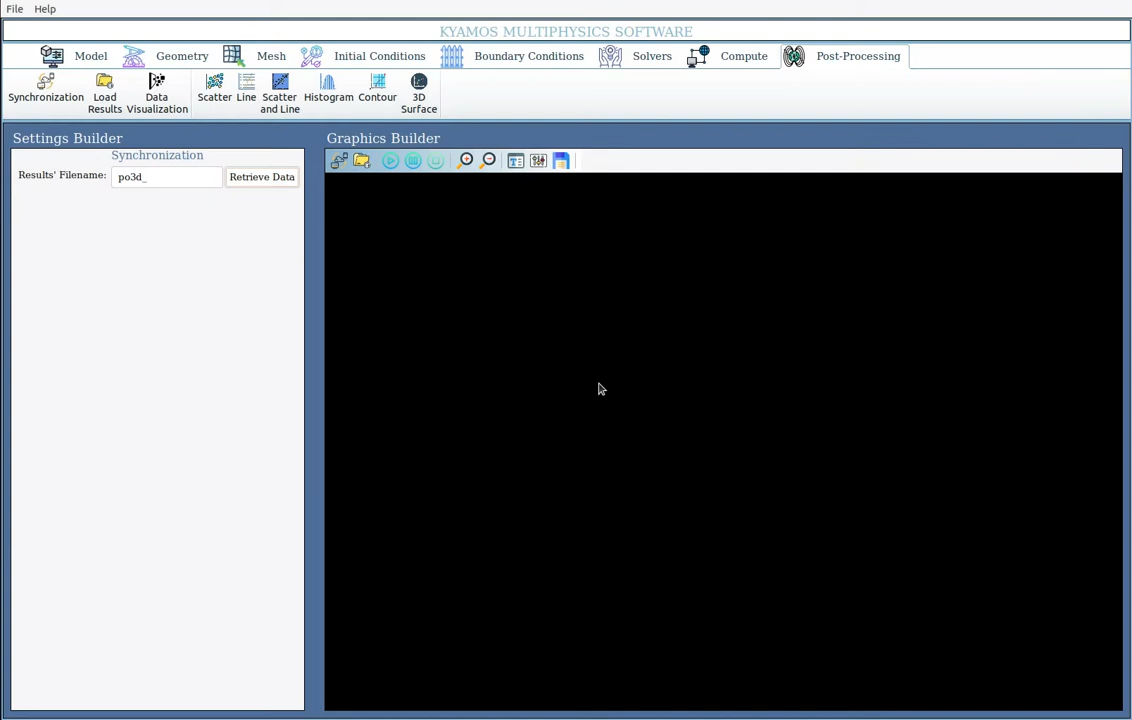 File Help
KYAMOS MULTIPHYSICS SOFTWARE
Model Geometry Mesh Initial Conditions Boundary Conditions Solvers Compute Post-Processing
Synchronization Load Results Data Visualization Scatter Line Scatter and Line Histogram Contour 3D Surface
Settings Builder
Graphics Builder
Synchronization
Results' Filename: po3d_ Retrieve Data